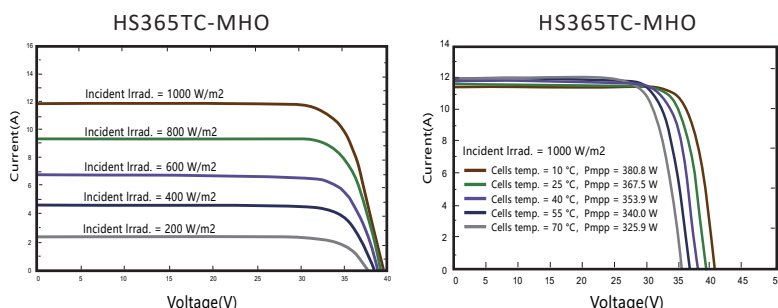 HS365TC-MHO
16
14
12
10
8
6
4
2
0
Current(A)
Incident Irrad. = 1000 W/m2
Incident Irrad. = 800 W/m2
Incident Irrad. = 600 W/m2
Incident Irrad. = 400 W/m2
Incident Irrad. = 200 W/m2
0 5 10 15 20 25 30 35 40
Voltage(V)
HS365TC-MHO
14
12
10
8
6
4
2
0
Current(A)
Incident Irrad. = 1000 W/m2
Cells temp. = 10 °C, Pmpp = 380.8 W
Cells temp. = 25 °C, Pmpp = 367.5 W
Cells temp. = 40 °C, Pmpp = 353.9 W
Cells temp. = 55 °C, Pmpp = 340.0 W
Cells temp. = 70 °C, Pmpp = 325.9 W
0 5 10 15 20 25 30 35 40 45
Voltage(V)